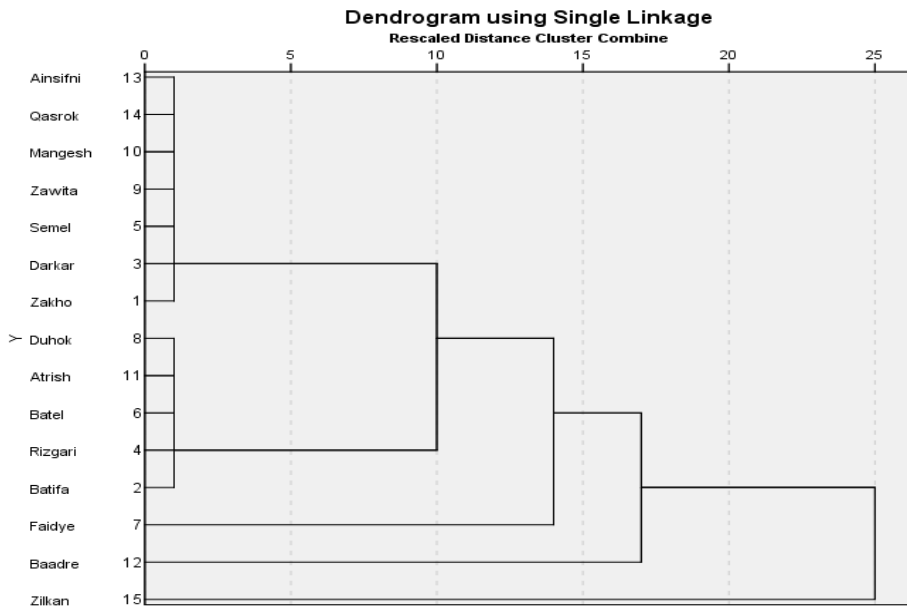 Dendrogram using Single Linkage
Rescaled Distance Cluster Combine
0 5 10 15 20 25
Ainsifni 13
Qasrok 14
Mangesh 10
Zawita 9
Semel 5
Darkar 3
Zakho 1
Y Duhok 8
Atrish 11
Batel 6
Rizgari 4
Batifa 2
Faidye 7
Baadre 12
Zilkan 15